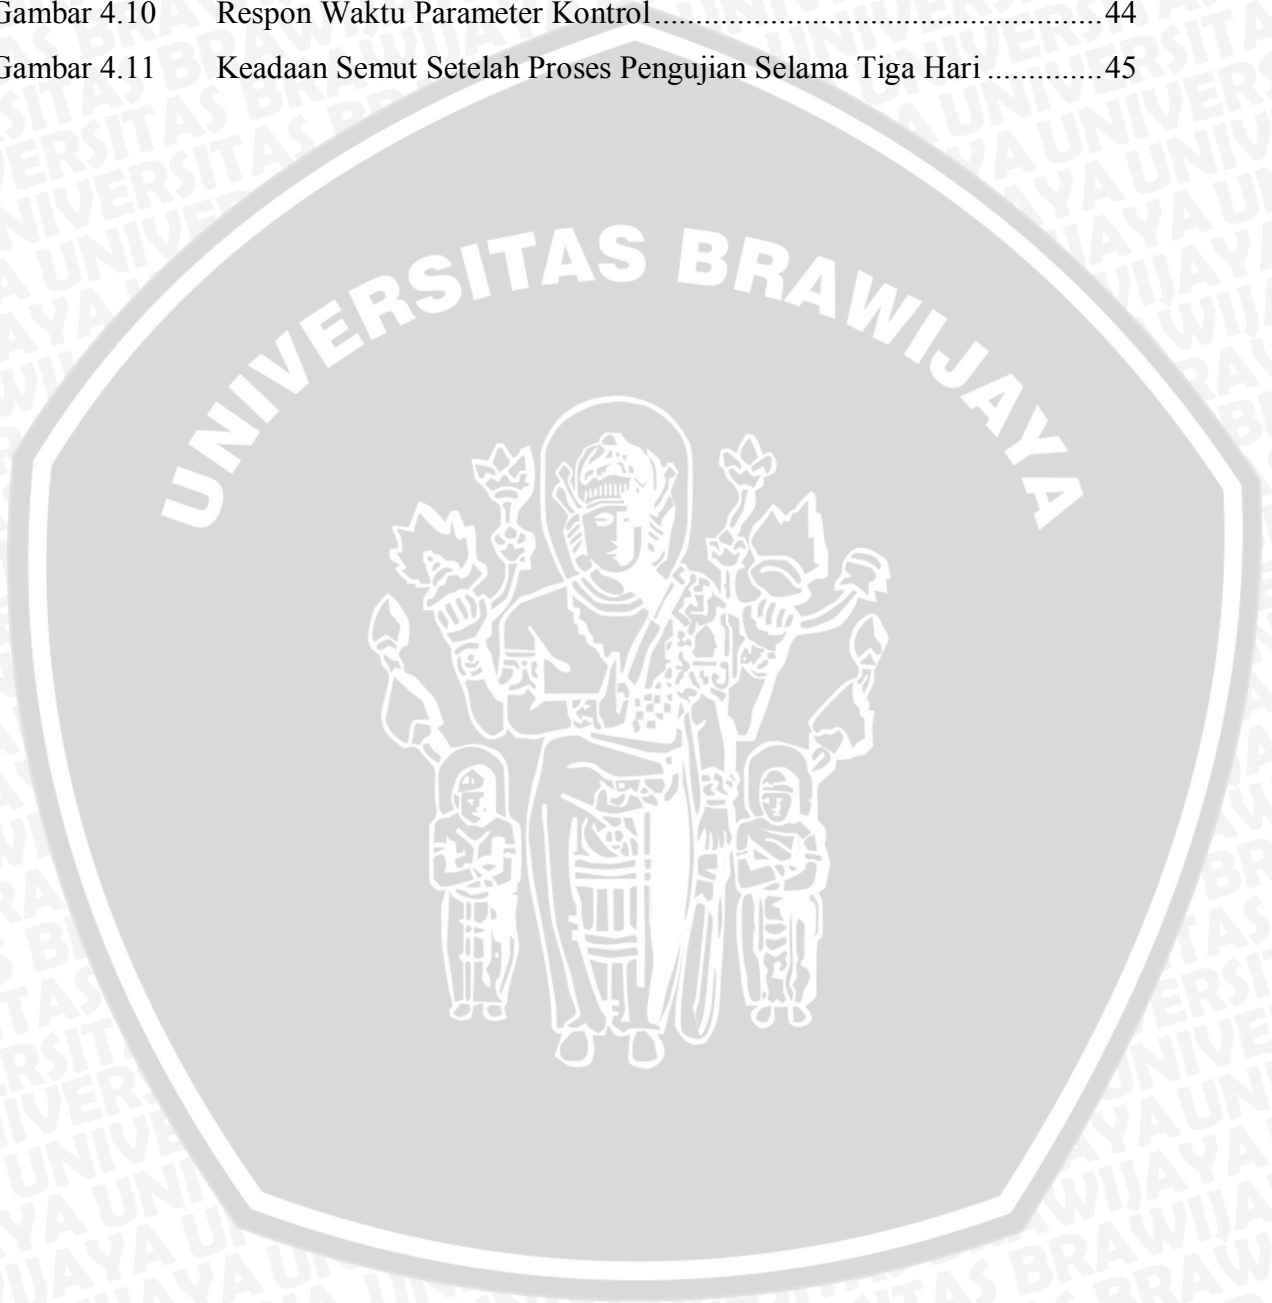 Gambar 4.10 Respon Waktu Parameter Kontrol........................................................44
Gambar 4.11 Keadaan Semut Setelah Proses Pengujian Selama Tiga Hari ..............45
UNIVERSITAS BRAWIJAYA